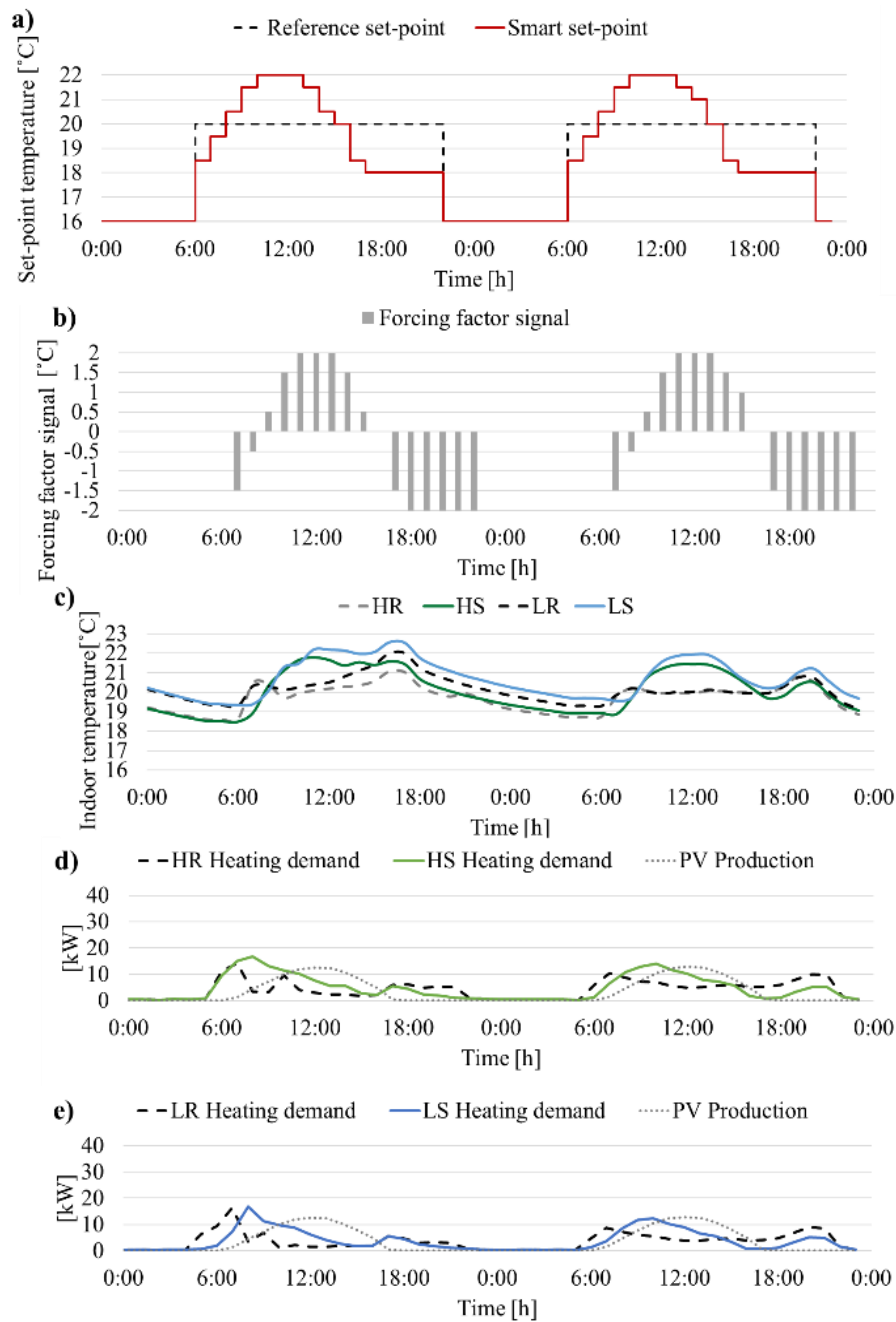 a)
Reference set-point Smart set-point
Set-point temperature [˚C]
22
21
20
19
18
17
16
0:00 6:00 12:00 18:00 0:00 6:00 12:00 18:00 0:00
Time [h]
b)
Forcing factor signal
Forcing factor signal [˚C]
2
1.5
1
0.5
0
-0.5
-1
-1.5
-2
0:00 6:00 12:00 18:00 0:00 6:00 12:00 18:00
Time [h]
c)
HR HS LR LS
Indoor temperature[˚C]
23
22
21
20
19
18
17
16
0:00 6:00 12:00 18:00 0:00 6:00 12:00 18:00 0:00
Time [h]
d)
HR Heating demand HS Heating demand PV Production
[kW]
40
30
20
10
0
0:00 6:00 12:00 18:00 0:00 6:00 12:00 18:00 0:00
Time [h]
e)
LR Heating demand LS Heating demand PV Production
[kW]
40
30
20
10
0
0:00 6:00 12:00 18:00 0:00 6:00 12:00 18:00 0:00
Time [h]